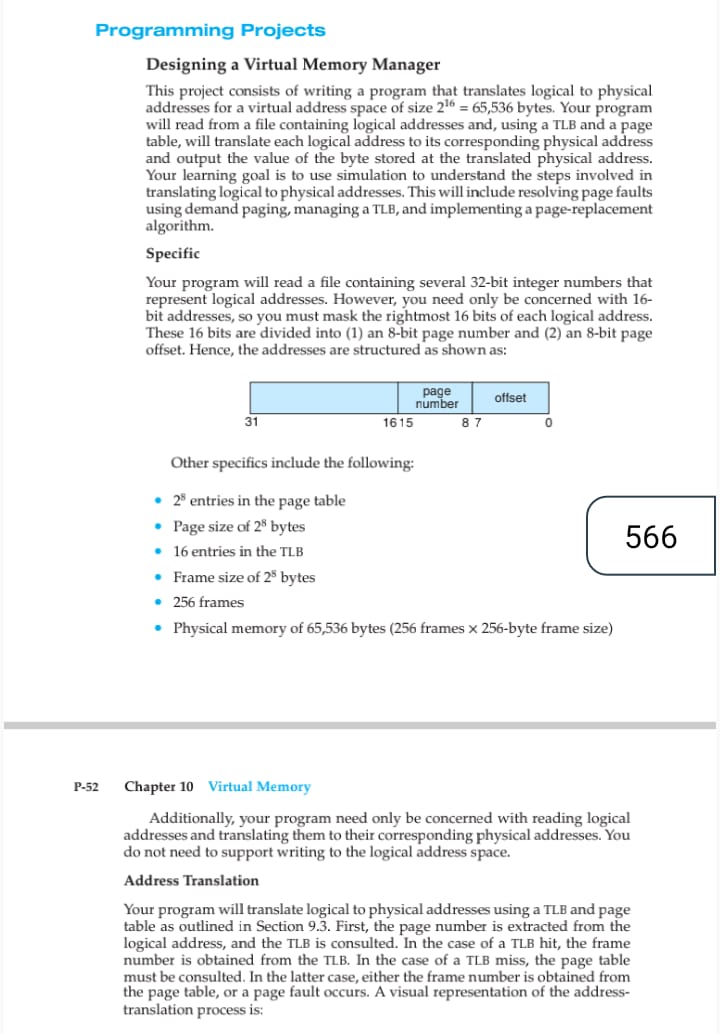 Programming Projects
Designing a Virtual Memory Manager
This project consists of writing a program that translates logical to physical
addresses for a virtual address space of size 2¹⁶ = 65,536 bytes. Your program
will read from a file containing logical addresses and, using a TLB and a page
table, will translate each logical address to its corresponding physical address
and output the value of the byte stored at the translated physical address.
Your learning goal is to use simulation to understand the steps involved in
translating logical to physical addresses. This will include resolving page faults
using demand paging, managing a TLB, and implementing a page-replacement
algorithm.
Specific
Your program will read a file containing several 32-bit integer numbers that
represent logical addresses. However, you need only be concerned with 16-
bit addresses, so you must mask the rightmost 16 bits of each logical address.
These 16 bits are divided into (1) an 8-bit page number and (2) an 8-bit page
offset. Hence, the addresses are structured as shown as:
page
number
offset
31 16 15 8 7 0
Other specifics include the following:
• 2⁸ entries in the page table
• Page size of 2⁸ bytes
• 16 entries in the TLB
• Frame size of 2⁸ bytes
• 256 frames
• Physical memory of 65,536 bytes (256 frames × 256-byte frame size)
566
P-52 Chapter 10 Virtual Memory
Additionally, your program need only be concerned with reading logical
addresses and translating them to their corresponding physical addresses. You
do not need to support writing to the logical address space.
Address Translation
Your program will translate logical to physical addresses using a TLB and page
table as outlined in Section 9.3. First, the page number is extracted from the
logical address, and the TLB is consulted. In the case of a TLB hit, the frame
number is obtained from the TLB. In the case of a TLB miss, the page table
must be consulted. In the latter case, either the frame number is obtained from
the page table, or a page fault occurs. A visual representation of the address-
translation process is: